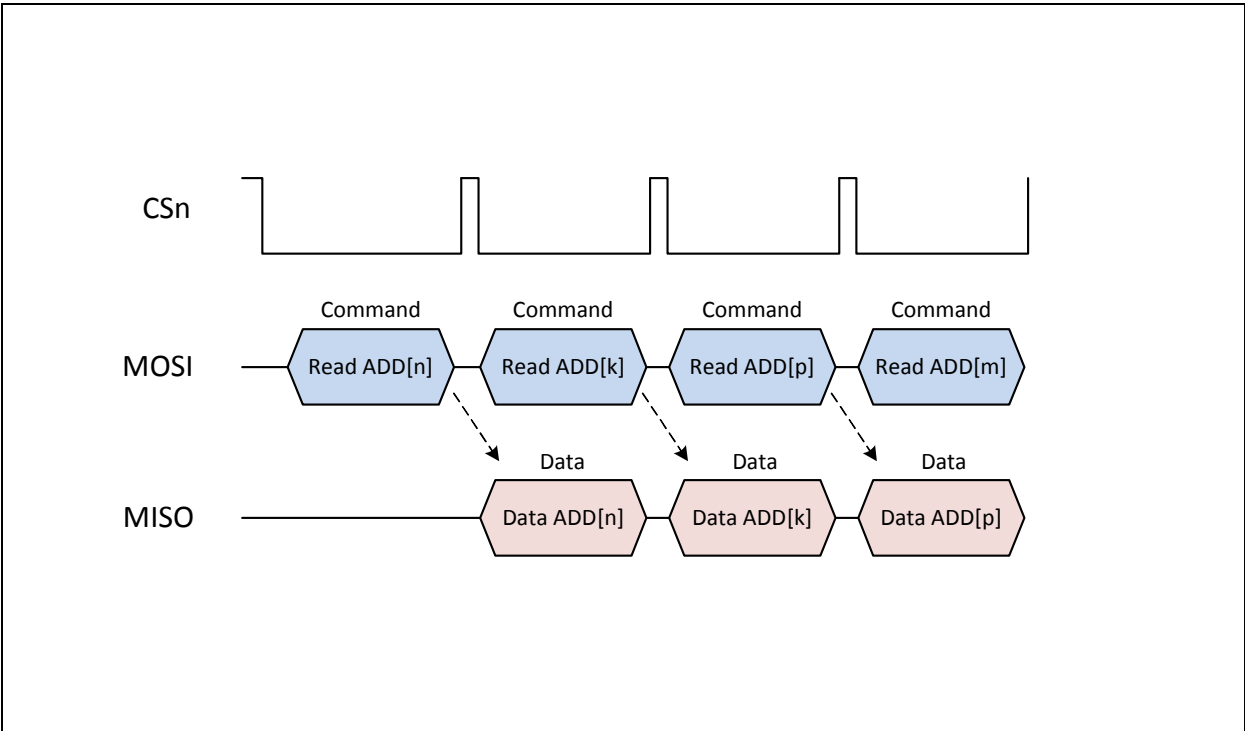 CSn
Command Command Command Command
MOSI Read ADD[n] Read ADD[k] Read ADD[p] Read ADD[m]
Data Data Data
MISO Data ADD[n] Data ADD[k] Data ADD[p]